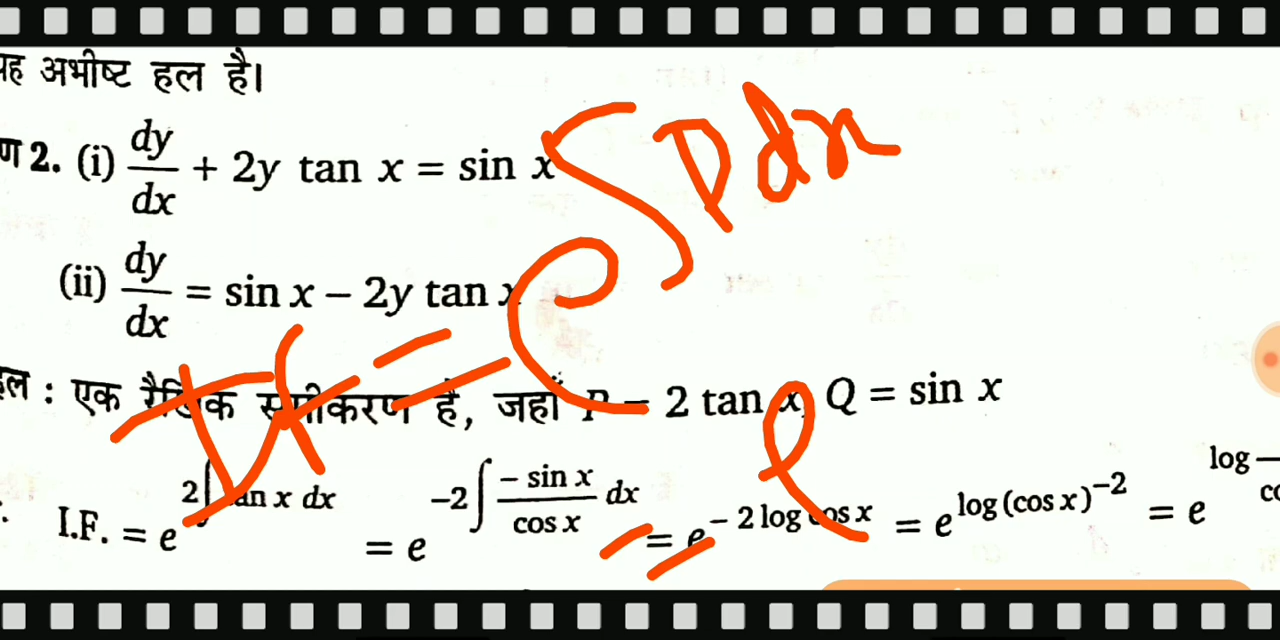 यह अभीष्ट हल है।
ण 2. (i) dy/dx + 2y tan x = sin x
(ii) dy/dx = sin x – 2y tan x
हल : एक रैखिक समीकरण है, जहाँ P = 2 tan x, Q = sin x
I.F. = e^{2∫tan x dx} = e^{-2∫ – sin x/cos x dx} = e^{– 2 log cos x} = e^{log (cos x)^{–2}} = e^{log
IF = e^{∫Pdx}
= e